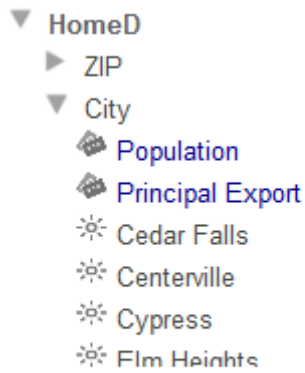 HomeD
ZIP
City
Population
Principal Export
Cedar Falls
Centerville
Cypress
Elm Heights